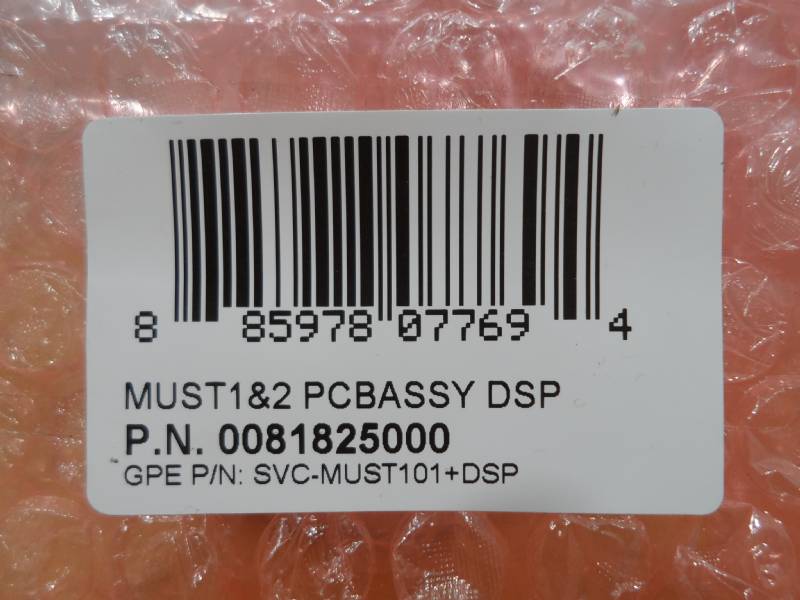 8 85978 07769 4
MUST1&2 PCBASSY DSP
P.N. 0081825000
GPE P/N: SVC-MUST101+DSP